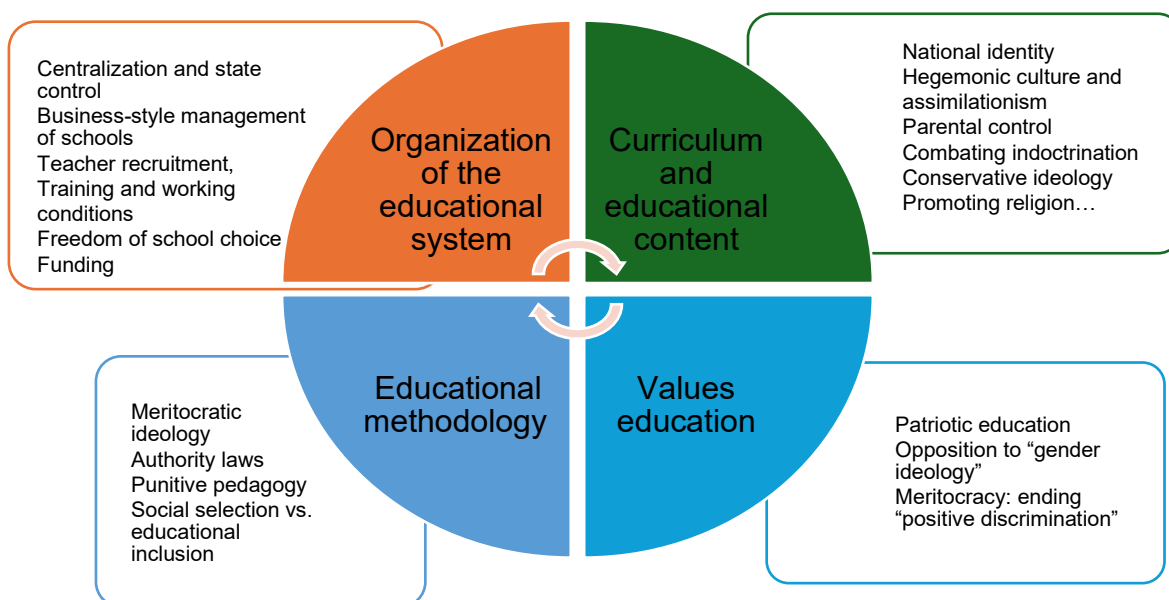 Centralization and state
control
Business-style management
of schools
Teacher recruitment,
Training and working
conditions
Freedom of school choice
Funding
Organization
of the
educational
system
Curriculum
and
educational
content
National identity
Hegemonic culture and
assimilationism
Parental control
Combating indoctrination
Conservative ideology
Promoting religion…
Meritocratic
ideology
Authority laws
Punitive pedagogy
Social selection vs.
educational
inclusion
Educational
methodology
Values
education
Patriotic education
Opposition to “gender
ideology”
Meritocracy: ending
“positive discrimination”